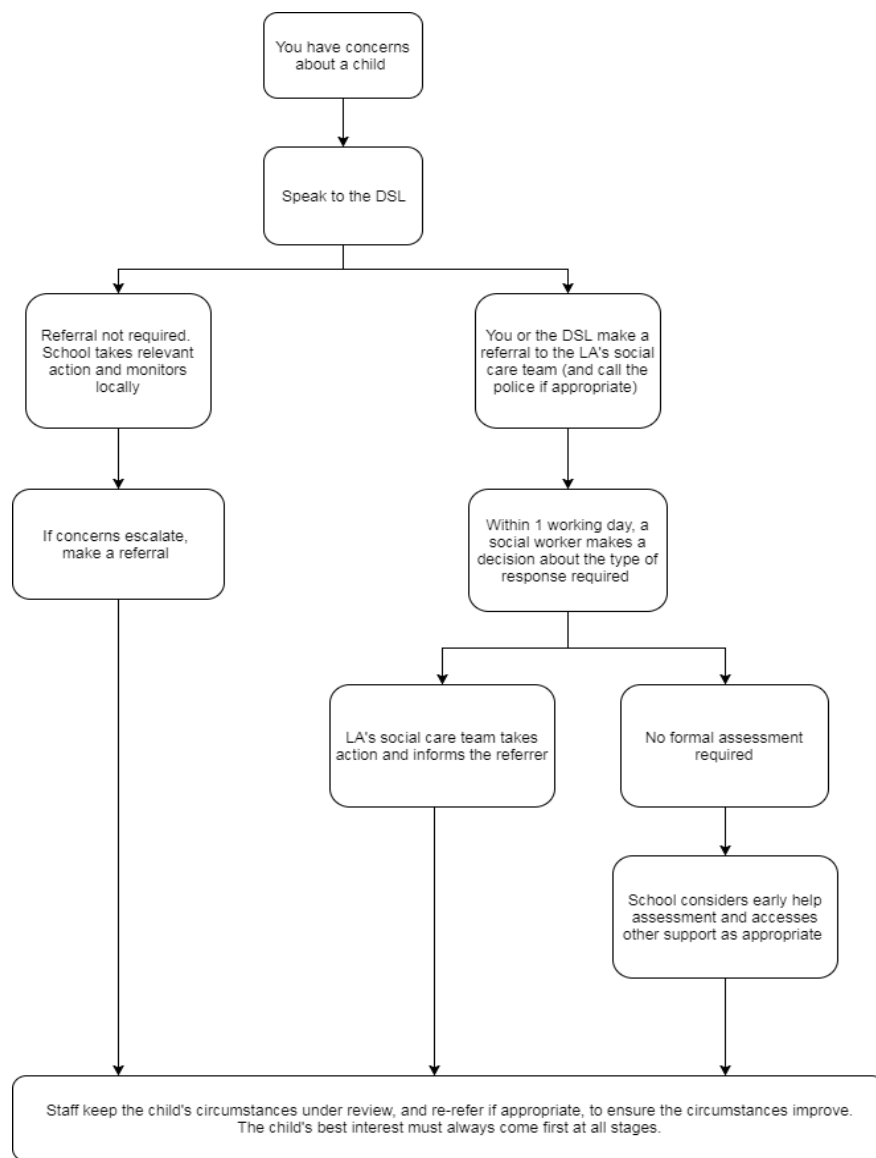 You have concerns
about a child
Speak to the DSL
Referral not required.
School takes relevant
action and monitors
locally
You or the DSL make a
referral to the LA's social
care team (and call the
police if appropriate)
If concerns escalate,
make a referral
Within 1 working day, a
social worker makes a
decision about the type of
response required
LA's social care team takes
action and informs the referrer
No formal assessment
required
School considers early help
assessment and accesses
other support as appropriate
Staff keep the child's circumstances under review, and re-refer if appropriate, to ensure the circumstances improve.
The child's best interest must always come first at all stages.